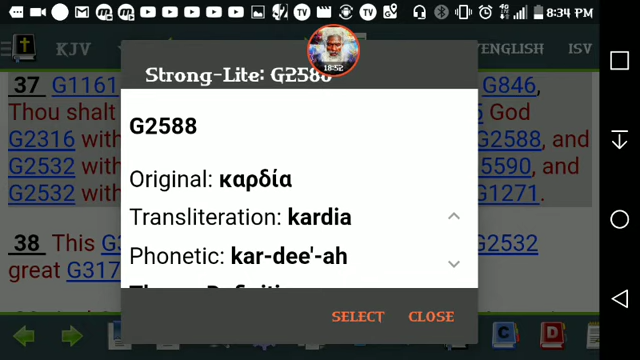 8:34 PM
KJV
ENGLISH ISV
18:52
Strong-Lite: G2588
37 G1161 G846,
Thou shalt God
G2316 with G2588, and
G2532 with 5590, and
G2532 with G1271.
38 This G2532
great G317
G2588
Original: καρδία
Transliteration: kardia
Phonetic: kar-dee'-ah
SELECT CLOSE
C D